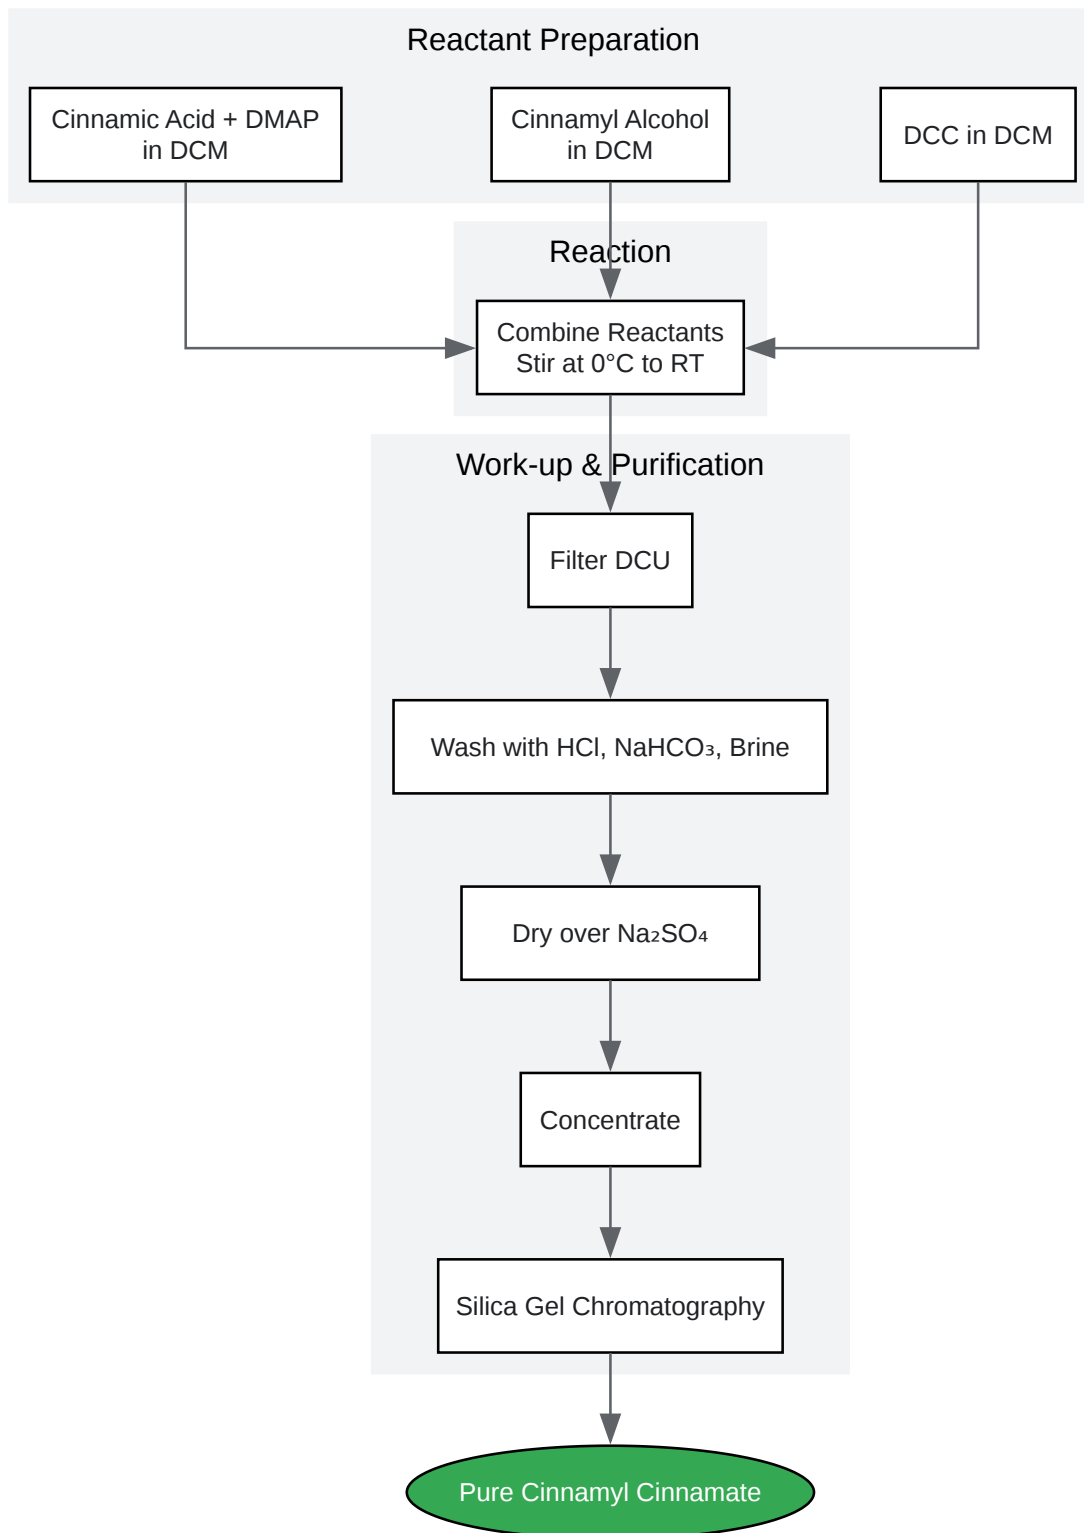 Reactant Preparation
Cinnamic Acid + DMAP
in DCM
Cinnamyl Alcohol
in DCM
DCC in DCM
Reaction
Combine Reactants
Stir at 0°C to RT
Work-up & Purification
Filter DCU
Wash with HCl, NaHCO₃, Brine
Dry over Na₂SO₄
Concentrate
Silica Gel Chromatography
Pure Cinnamyl Cinnamate